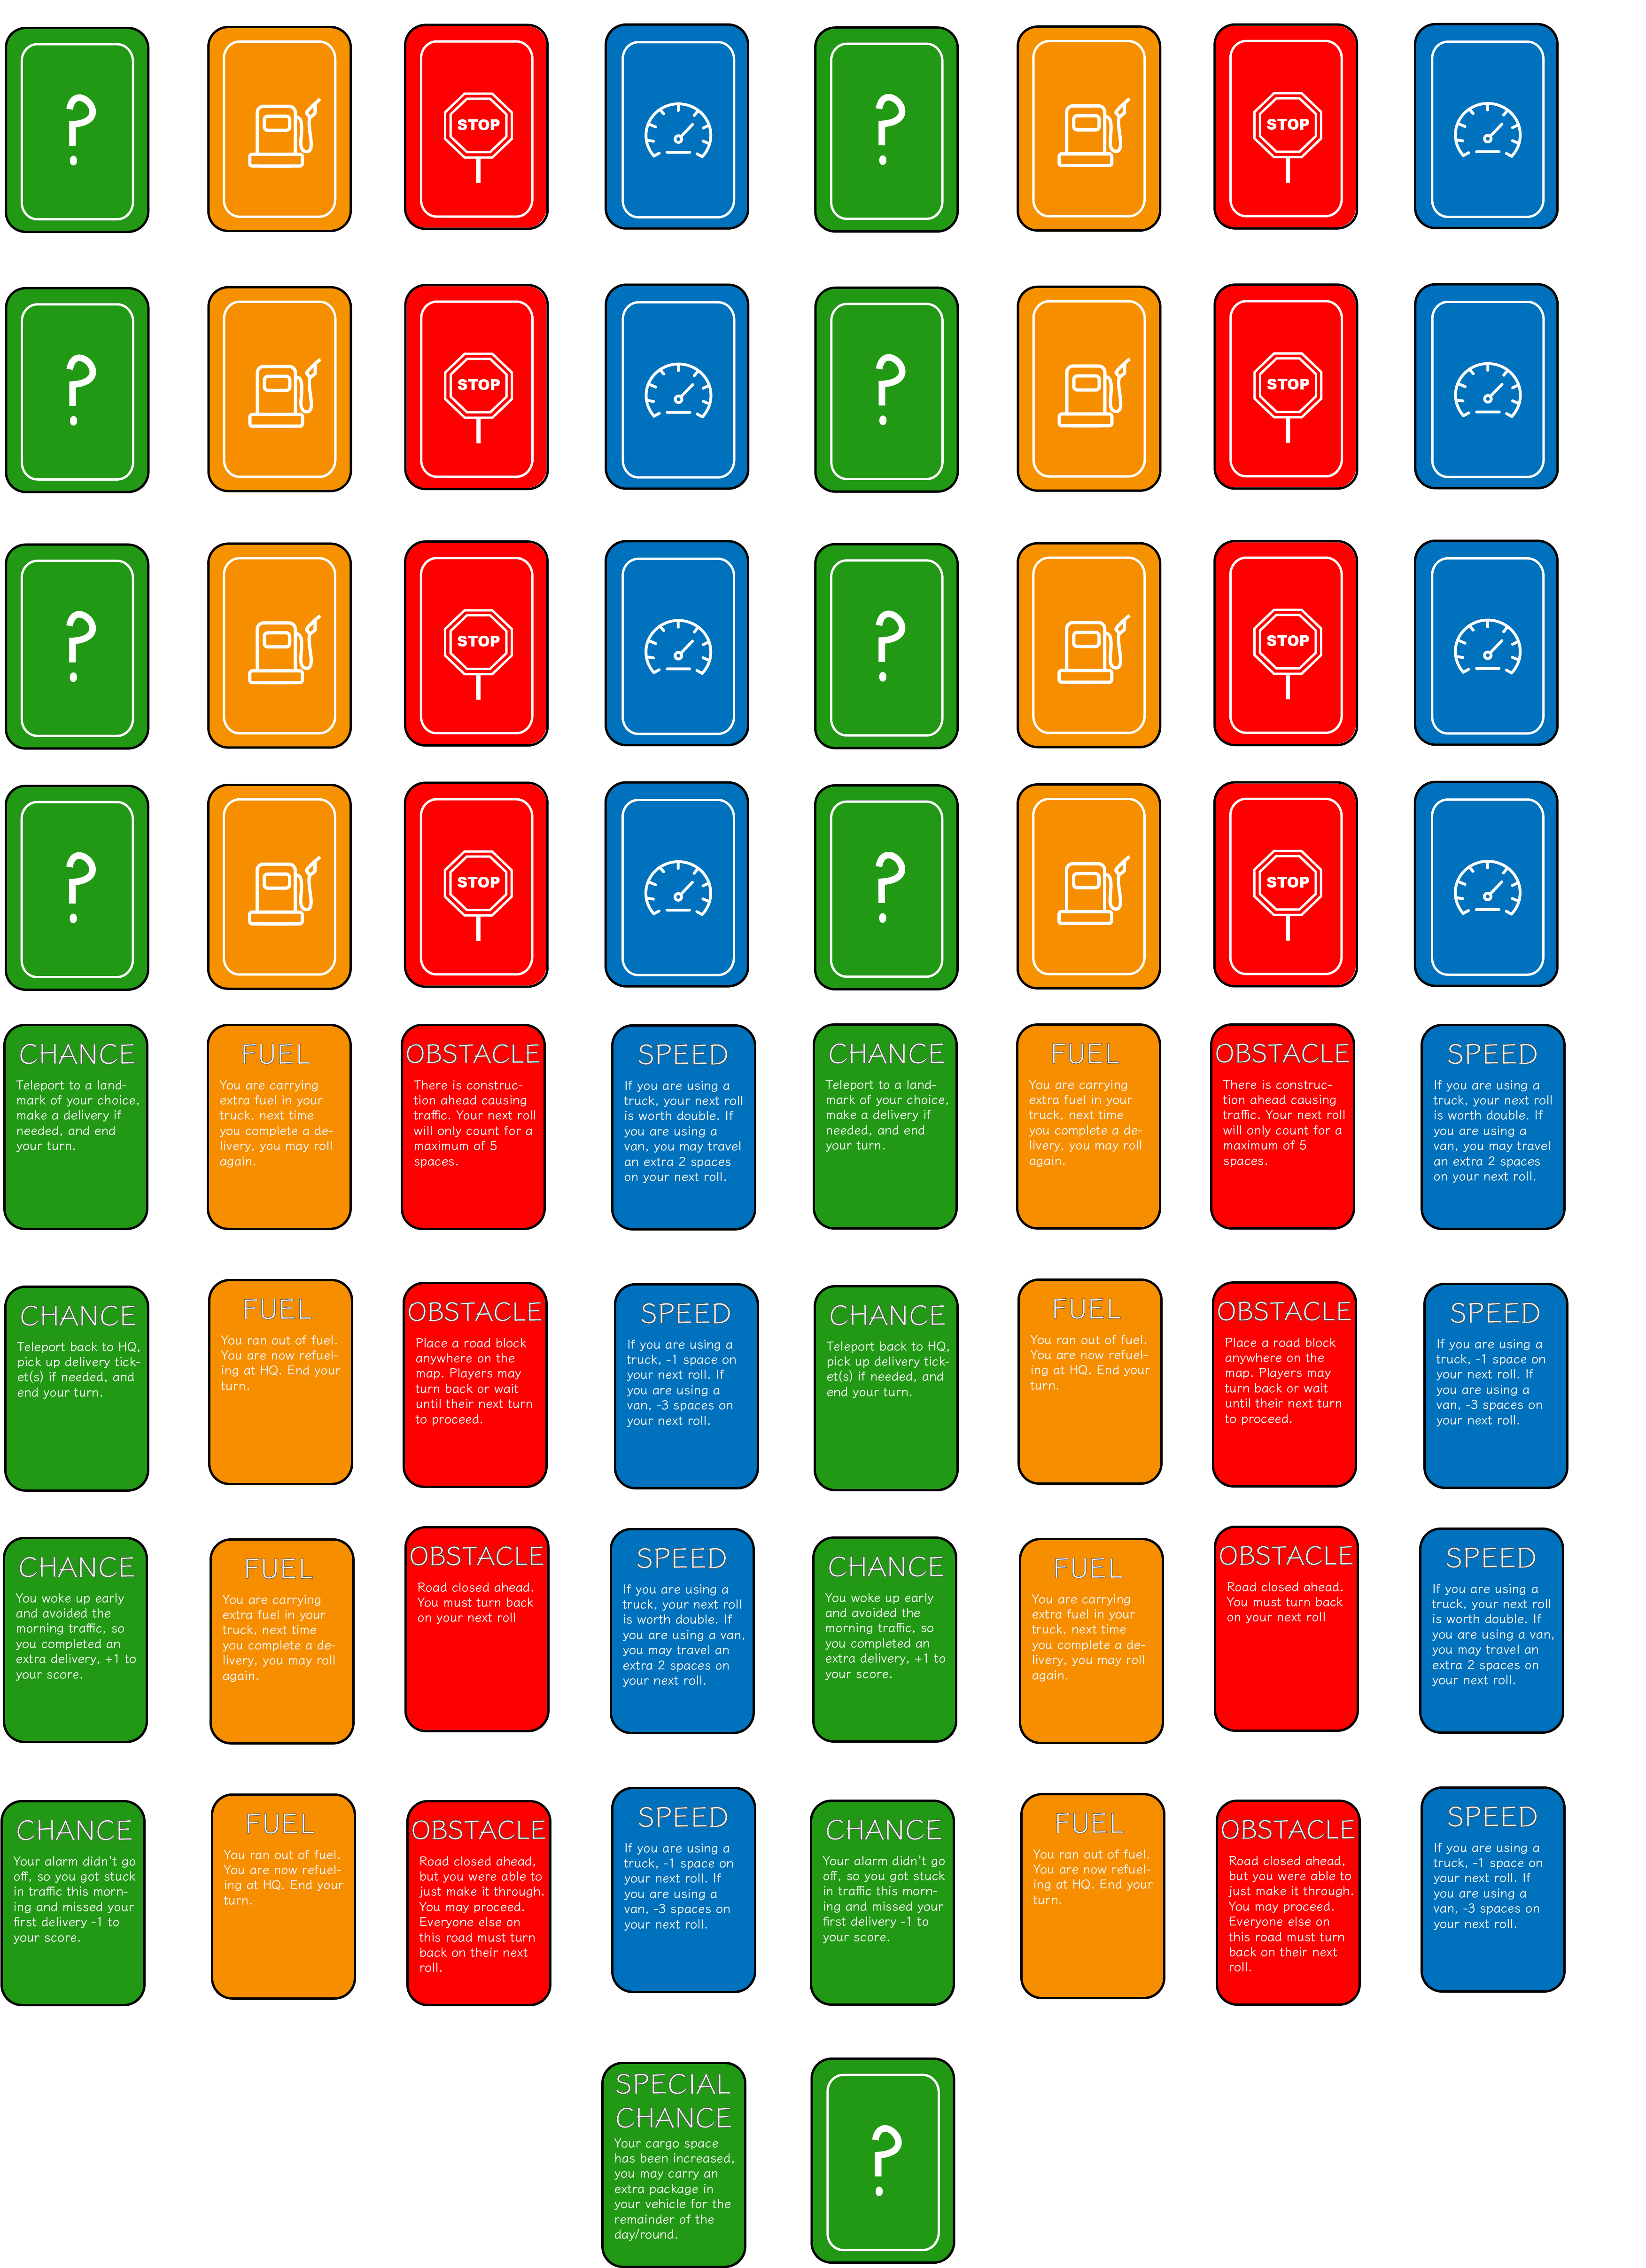 ?
STOP
?
STOP
?
STOP
?
STOP
?
STOP
?
STOP
?
STOP
?
STOP
CHANCE
Teleport to a land-
mark of your choice,
make a delivery if
needed, and end
your turn.
FUEL
You are carrying
extra fuel in your
truck, next time
you complete a de-
livery, you may roll
again.
OBSTACLE
There is construc-
tion ahead causing
traffic. Your next roll
will only count for a
maximum of 5
spaces.
SPEED
If you are using a
truck, your next roll
is worth double. If
you are using a
van, you may travel
an extra 2 spaces
on your next roll.
CHANCE
Teleport to a land-
mark of your choice,
make a delivery if
needed, and end
your turn.
FUEL
You are carrying
extra fuel in your
truck, next time
you complete a de-
livery, you may roll
again.
OBSTACLE
There is construc-
tion ahead causing
traffic. Your next roll
will only count for a
maximum of 5
spaces.
SPEED
If you are using a
truck, your next roll
is worth double. If
you are using a
van, you may travel
an extra 2 spaces
on your next roll.
CHANCE
Teleport back to HQ,
pick up delivery tick-
et(s) if needed, and
end your turn.
FUEL
You ran out of fuel.
You are now refuel-
ing at HQ. End your
turn.
OBSTACLE
Place a road block
anywhere on the
map. Players may
turn back or wait
until their next turn
to proceed.
SPEED
If you are using a
truck, -1 space on
your next roll. If
you are using a
van, -3 spaces on
your next roll.
CHANCE
Teleport back to HQ,
pick up delivery tick-
et(s) if needed, and
end your turn.
FUEL
You ran out of fuel.
You are now refuel-
ing at HQ. End your
turn.
OBSTACLE
Place a road block
anywhere on the
map. Players may
turn back or wait
until their next turn
to proceed.
SPEED
If you are using a
truck, -1 space on
your next roll. If
you are using a
van, -3 spaces on
your next roll.
CHANCE
You woke up early
and avoided the
morning traffic, so
you completed an
extra delivery, +1 to
your score.
FUEL
You are carrying
extra fuel in your
truck, next time
you complete a de-
livery, you may roll
again.
OBSTACLE
Road closed ahead.
You must turn back
on your next roll
SPEED
If you are using a
truck, your next roll
is worth double. If
you are using a van,
you may travel an
extra 2 spaces on
your next roll.
CHANCE
You woke up early
and avoided the
morning traffic, so
you completed an
extra delivery, +1 to
your score.
FUEL
You are carrying
extra fuel in your
truck, next time
you complete a de-
livery, you may roll
again.
OBSTACLE
Road closed ahead.
You must turn back
on your next roll
SPEED
If you are using a
truck, your next roll
is worth double. If
you are using a van,
you may travel an
extra 2 spaces on
your next roll.
CHANCE
Your alarm didn't go
off, so you got stuck
in traffic this morn-
ing and missed your
first delivery -1 to
your score.
FUEL
You ran out of fuel.
You are now refuel-
ing at HQ. End your
turn.
OBSTACLE
Road closed ahead,
but you were able to
just make it through.
You may proceed.
Everyone else on
this road must turn
back on their next
roll.
SPEED
If you are using a
truck, -1 space on
your next roll. If
you are using a
van, -3 spaces on
your next roll.
CHANCE
Your alarm didn't go
off, so you got stuck
in traffic this morn-
ing and missed your
first delivery -1 to
your score.
FUEL
You ran out of fuel.
You are now refuel-
ing at HQ. End your
turn.
OBSTACLE
Road closed ahead,
but you were able to
just make it through.
You may proceed.
Everyone else on
this road must turn
back on their next
roll.
SPEED
If you are using a
truck, -1 space on
your next roll. If
you are using a
van, -3 spaces on
your next roll.
SPECIAL
CHANCE
Your cargo space
has been increased,
you may carry an
extra package in
your vehicle for the
remainder of the
day/round.
?